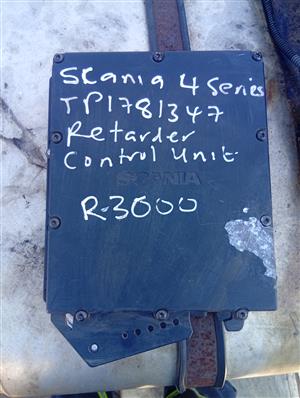 Scania 4 Series
TP1781347
Retarder
Control Unit
SCANIA
R-3000